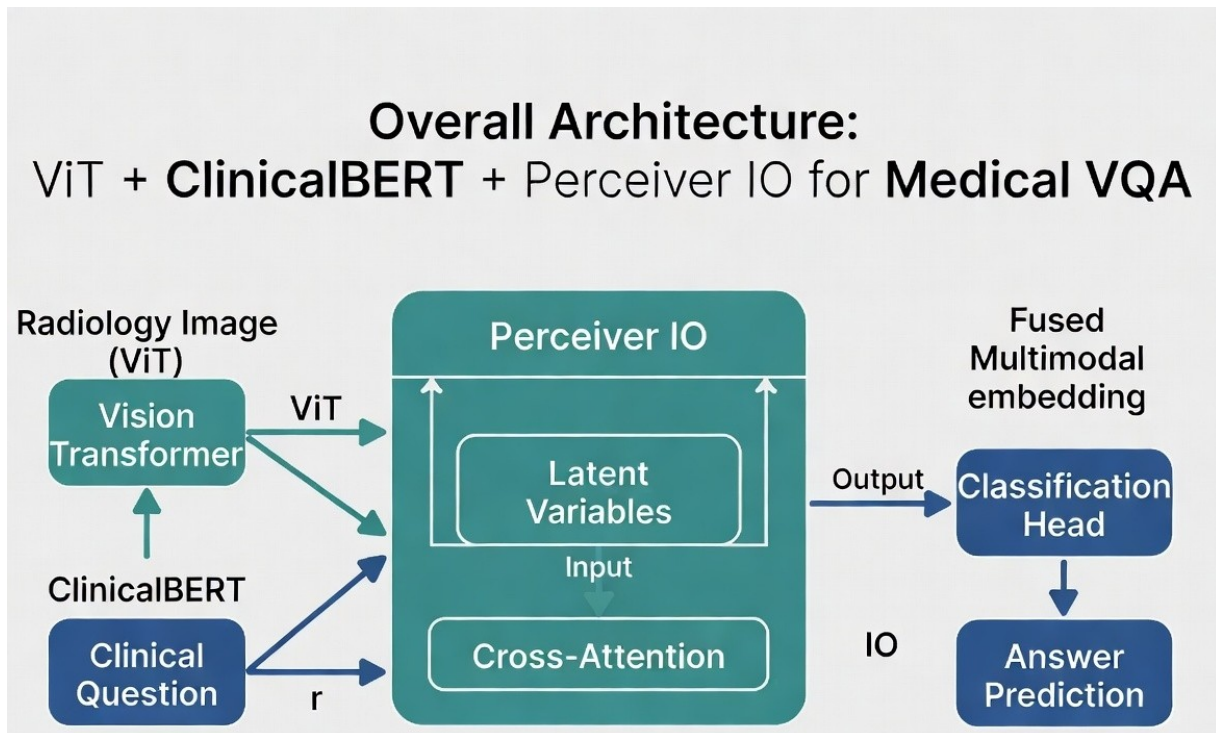 Overall Architecture:
ViT + ClinicalBERT + Perceiver IO for Medical VQA
Radiology Image
(ViT)
Vision
Transformer
ViT
ClinicalBERT
Clinical
Question
r
Perceiver IO
Latent
Variables
Input
Cross-Attention
Output
IO
Fused
Multimodal
embedding
Classification
Head
Answer
Prediction